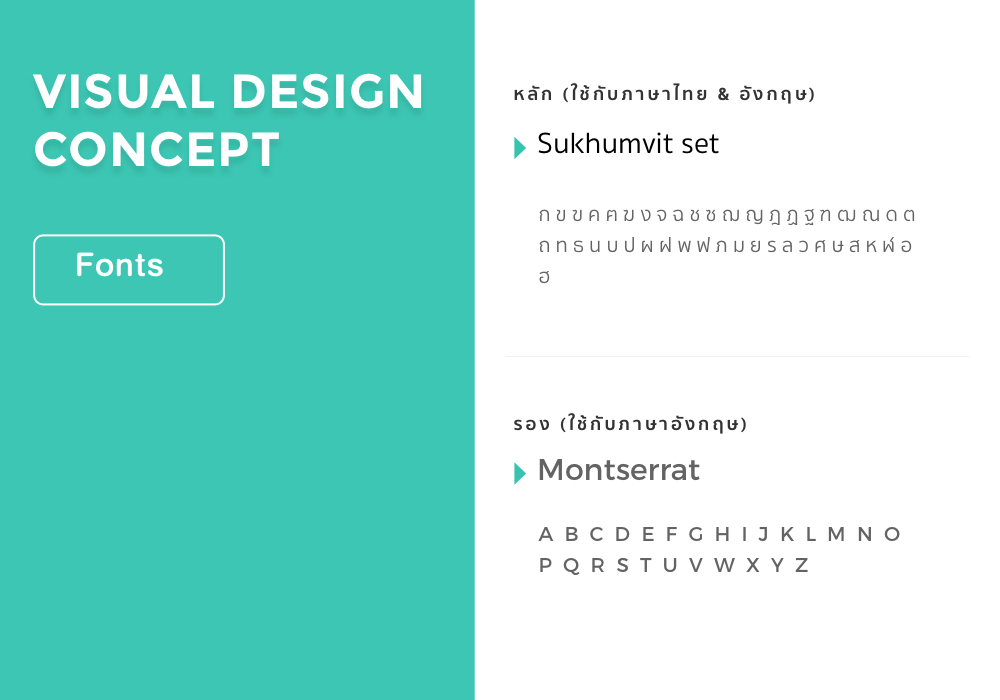 VISUAL DESIGN
CONCEPT
Fonts
หลัก (ใช้กับภาษาไทย & อังกฤษ)
Sukhumvit set
ก ข ฃ ค ฅ ฆ ง จ ฉ ช ซ ฌ ญ ฎ ฏ ฐ ฑ ฒ ณ ด ต
ถ ท ธ น บ ป ผ ฝ พ ฟ ภ ม ย ร ล ว ศ ษ ส ห ฬ อ
ฮ
รอง (ใช้กับภาษาอังกฤษ)
Montserrat
A B C D E F G H I J K L M N O
P Q R S T U V W X Y Z